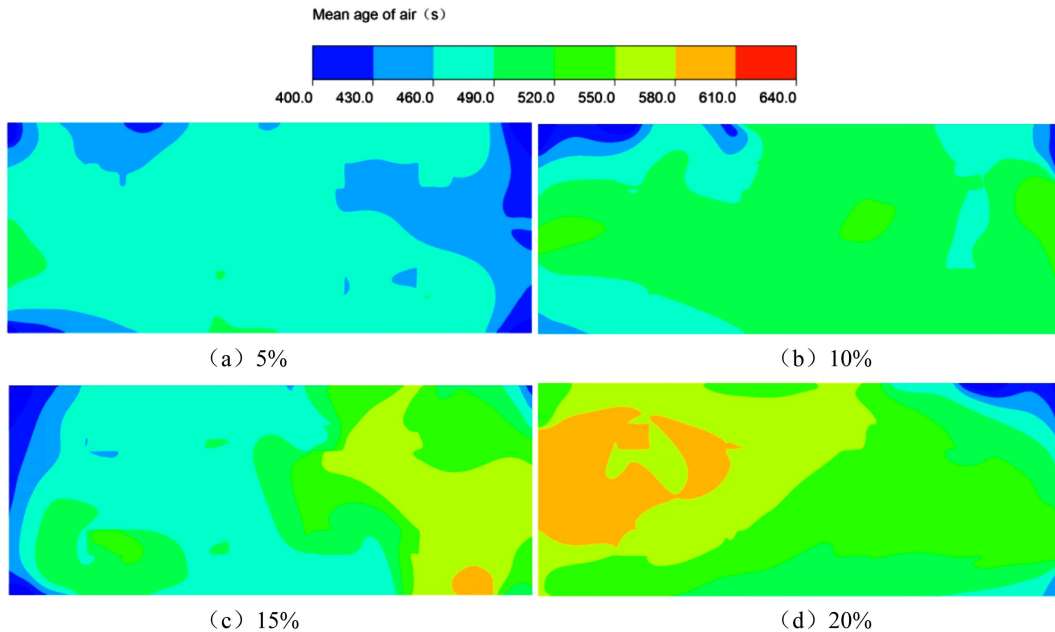 Mean age of air（s）
400.0 430.0 460.0 490.0 520.0 550.0 580.0 610.0 640.0
（a）5%
（b）10%
（c）15%
（d）20%